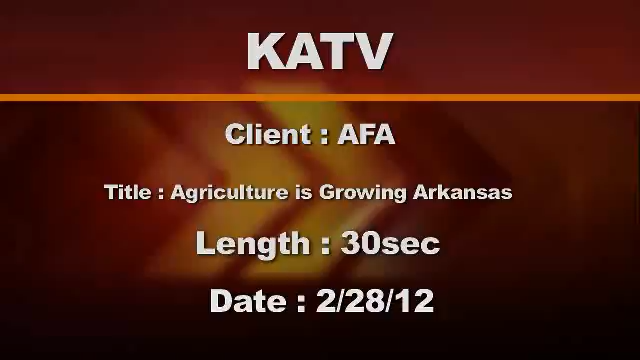 KATV
Client : AFA
Title : Agriculture is Growing Arkansas
Length : 30sec
Date : 2/28/12